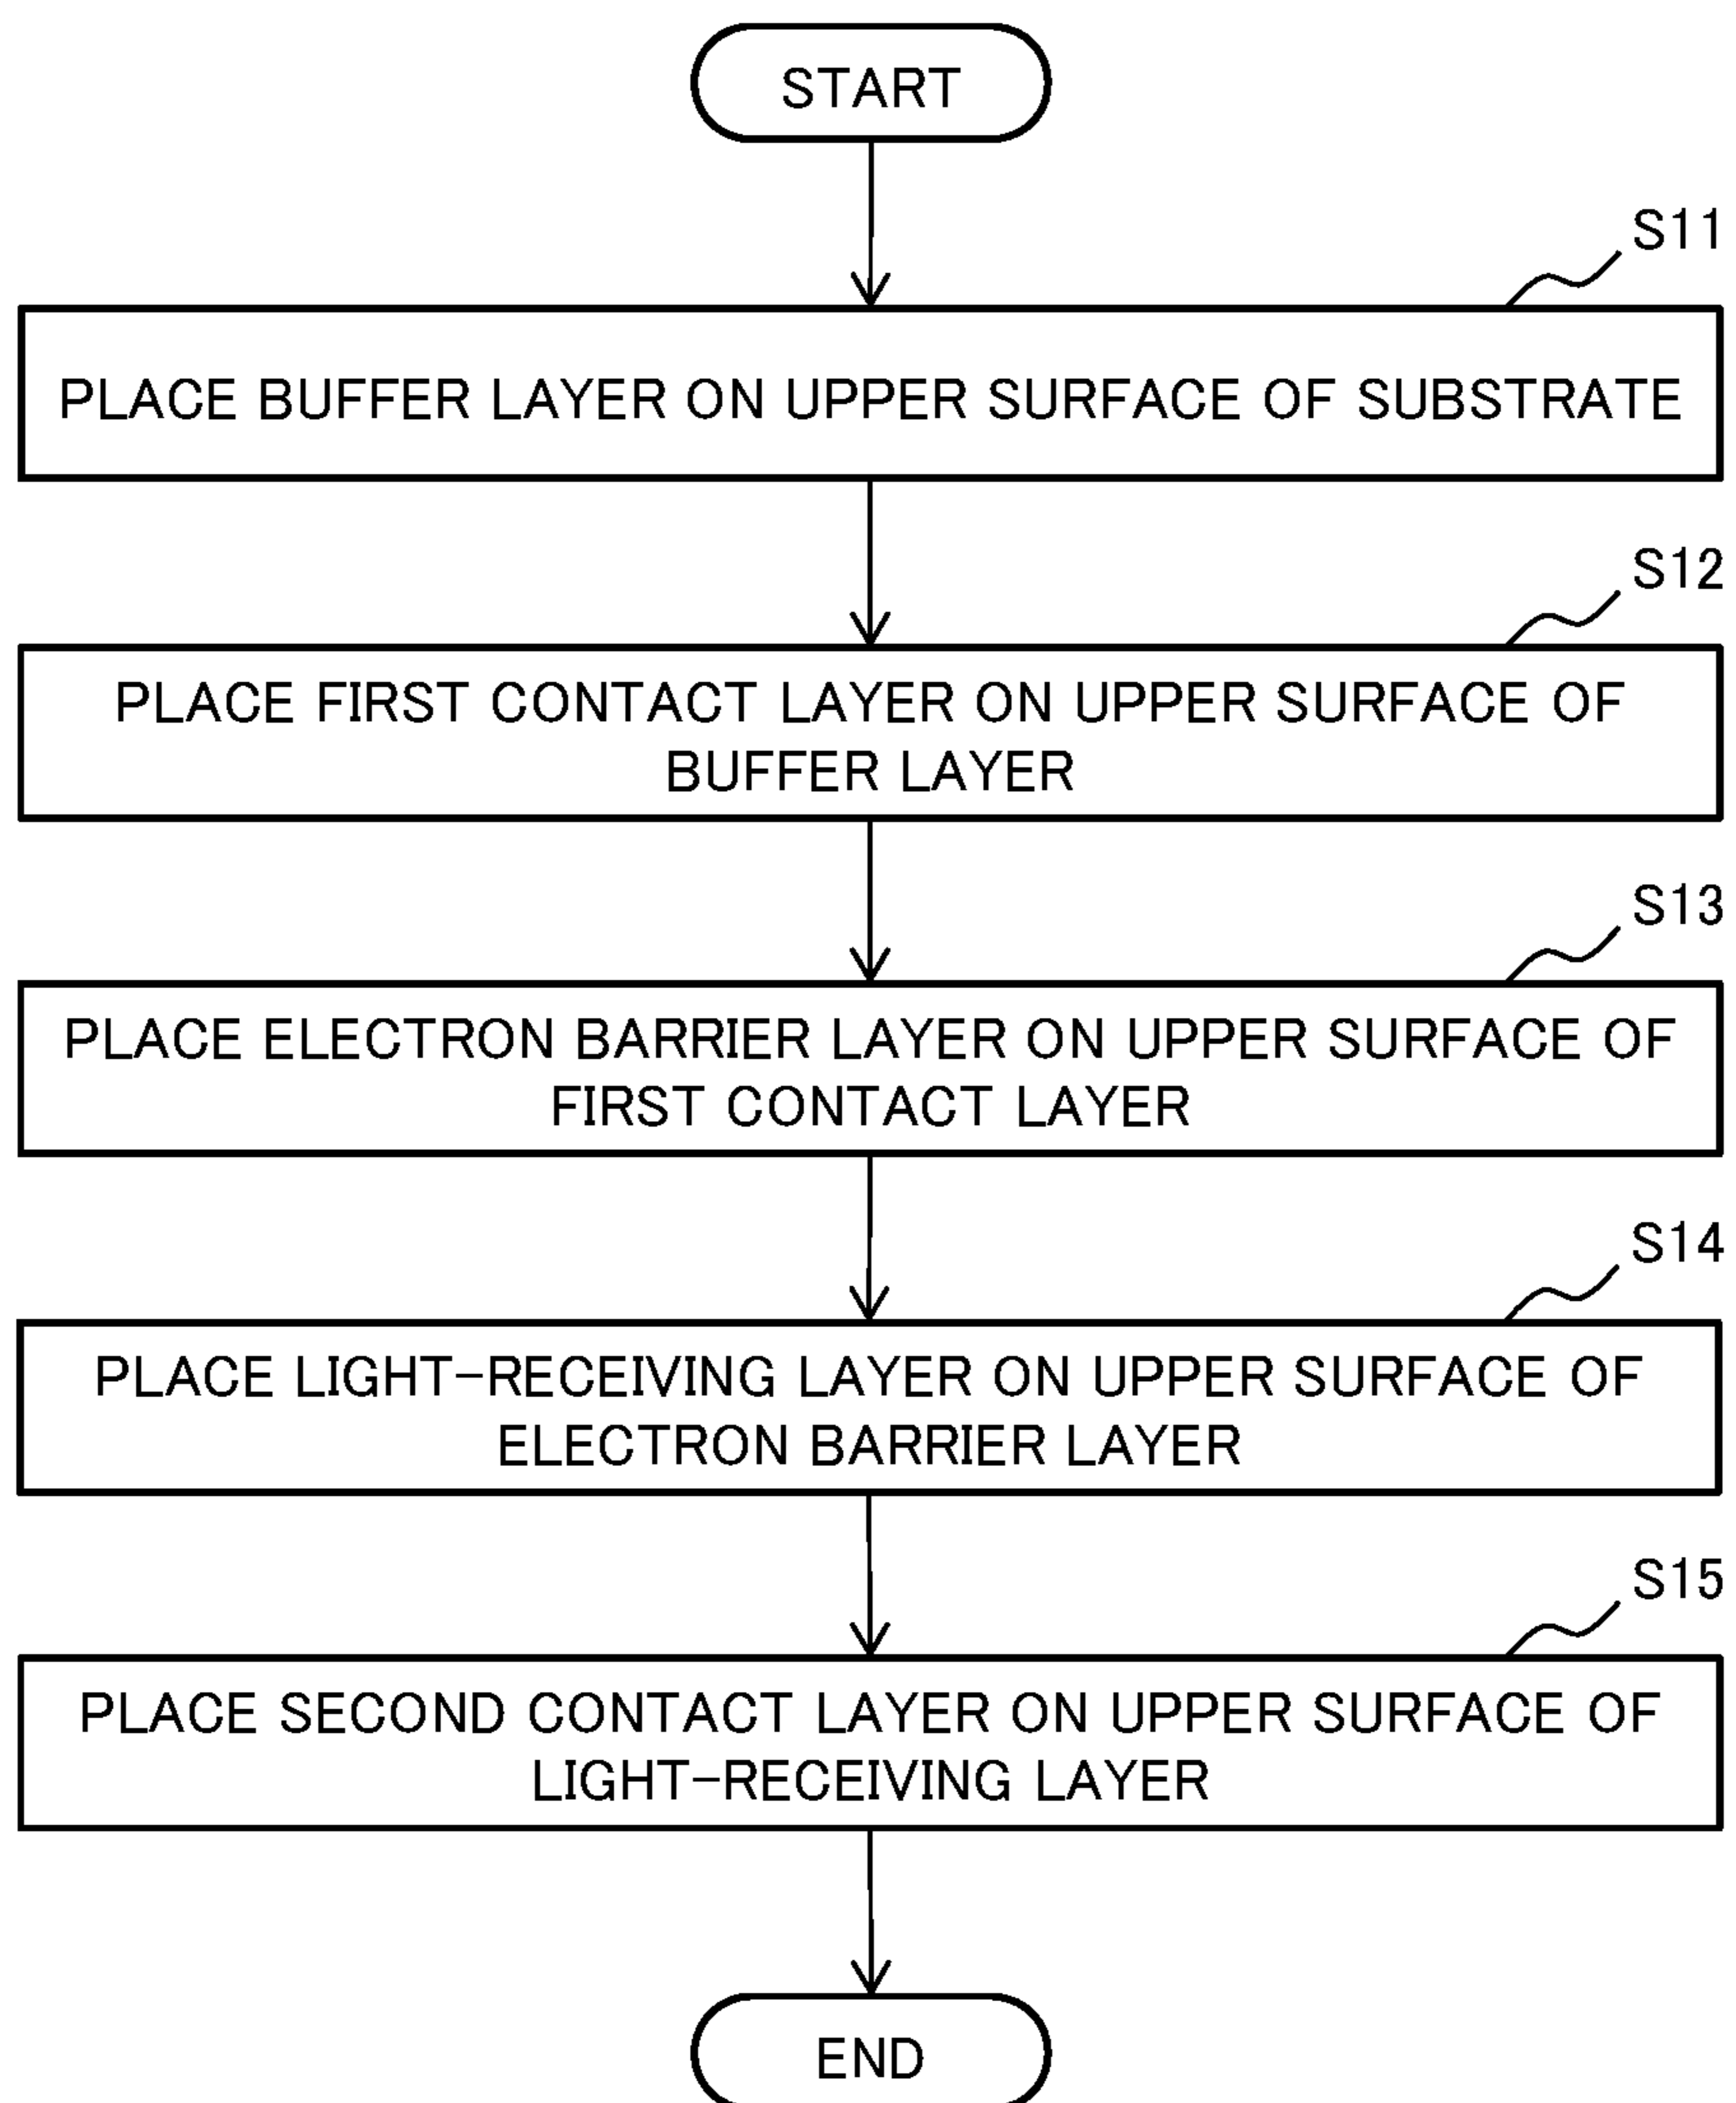 START
S11
PLACE BUFFER LAYER ON UPPER SURFACE OF SUBSTRATE
S12
PLACE FIRST CONTACT LAYER ON UPPER SURFACE OF
BUFFER LAYER
S13
PLACE ELECTRON BARRIER LAYER ON UPPER SURFACE OF
FIRST CONTACT LAYER
S14
PLACE LIGHT-RECEIVING LAYER ON UPPER SURFACE OF
ELECTRON BARRIER LAYER
S15
PLACE SECOND CONTACT LAYER ON UPPER SURFACE OF
LIGHT-RECEIVING LAYER
END